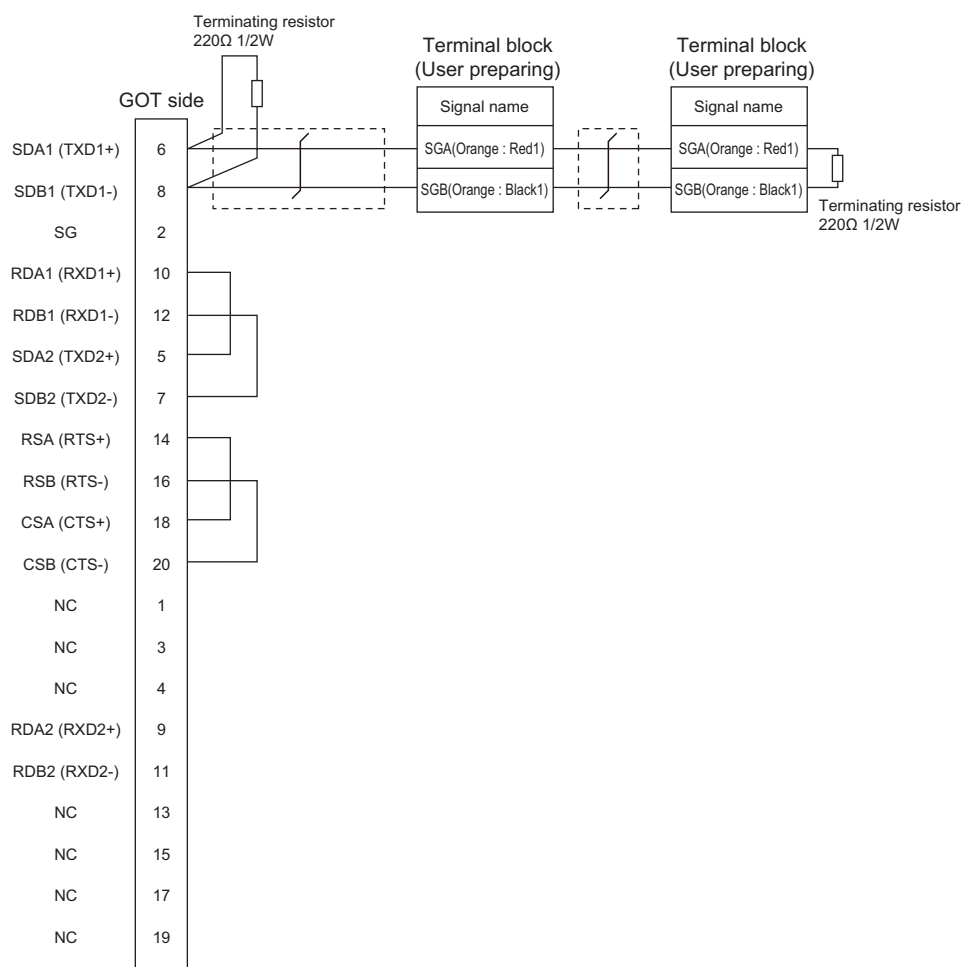 Terminating resistor
220Ω 1/2W
Terminal block
(User preparing)
Terminal block
(User preparing)
GOT side
Signal name
Signal name
SDA1 (TXD1+) 6 SGA(Orange : Red1) SGA(Orange : Red1)
SDB1 (TXD1-) 8 SGB(Orange : Black1) SGB(Orange : Black1)
Terminating resistor
220Ω 1/2W
SG 2
RDA1 (RXD1+) 10
RDB1 (RXD1-) 12
SDA2 (TXD2+) 5
SDB2 (TXD2-) 7
RSA (RTS+) 14
RSB (RTS-) 16
CSA (CTS+) 18
CSB (CTS-) 20
NC 1
NC 3
NC 4
RDA2 (RXD2+) 9
RDB2 (RXD2-) 11
NC 13
NC 15
NC 17
NC 19